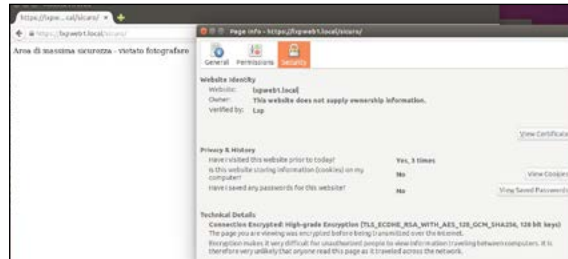 https://lxpw...cal/sicuro/
https://lxpweb1.local/sicuro/
Area di massima sicurezza - vietato fotografare
Page Info - https://lxpweb1.local/sicuro/
General Permissions Security
Website Identity
Website: lxpweb1.local
Owner: This website does not supply ownership information.
Verified by: Lxp
View Certificate
Privacy & History
Have I visited this website prior to today? Yes, 3 times
Is this website storing information (cookies) on my computer? No
View Cookies
Have I saved any passwords for this website? No
View Saved Passwords
Technical Details
Connection Encrypted: High-grade Encryption (TLS_ECDHE_RSA_WITH_AES_128_GCM_SHA256, 128 bit keys)
The page you are viewing was encrypted before being transmitted over the Internet.
Encryption makes it very difficult for unauthorized people to view information traveling between computers. It is
therefore very unlikely that anyone read this page as it traveled across the network.